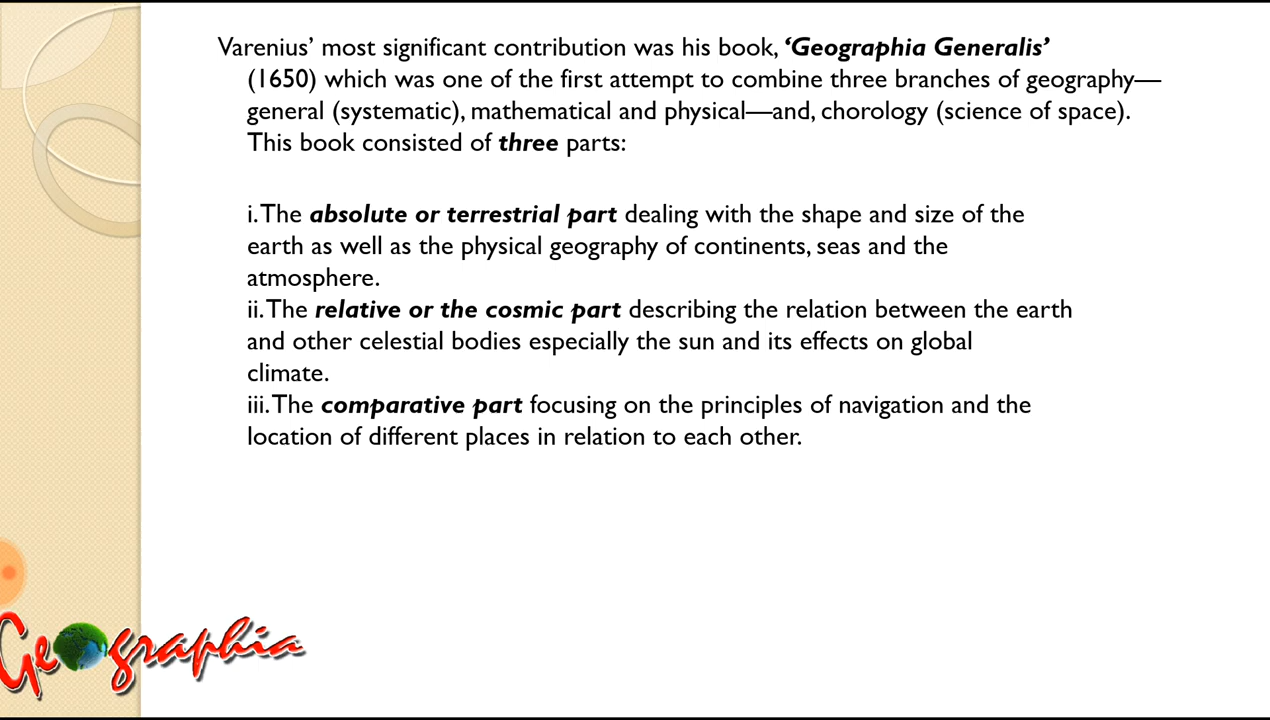 Varenius’ most significant contribution was his book, ‘Geographia Generalis’
(1650) which was one of the first attempt to combine three branches of geography—
general (systematic), mathematical and physical—and, chorology (science of space).
This book consisted of three parts:
i. The absolute or terrestrial part dealing with the shape and size of the
earth as well as the physical geography of continents, seas and the
atmosphere.
ii. The relative or the cosmic part describing the relation between the earth
and other celestial bodies especially the sun and its effects on global
climate.
iii. The comparative part focusing on the principles of navigation and the
location of different places in relation to each other.
Geographia